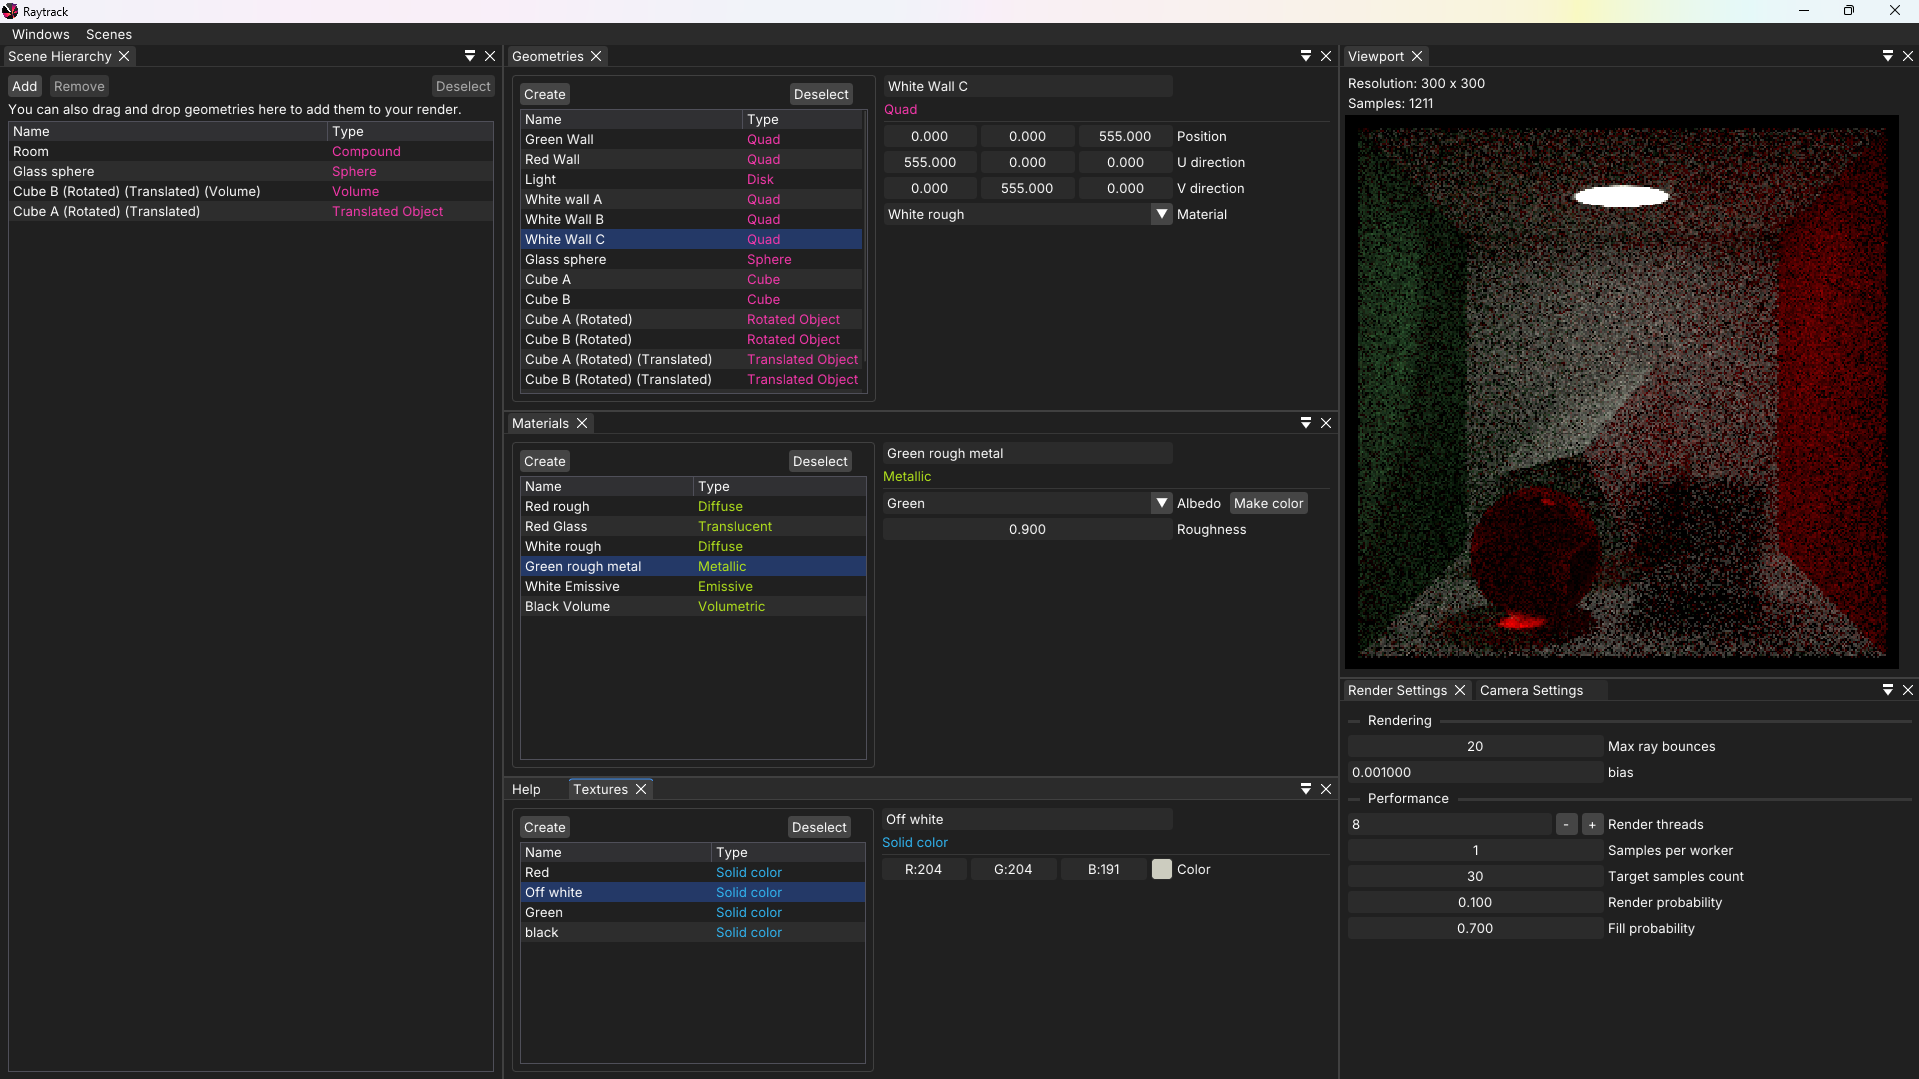 Raytrack
Windows Scenes
Scene Hierarchy
Add Remove Deselect
You can also drag and drop geometries here to add them to your render.
Name Type
Room Compound
Glass sphere Sphere
Cube B (Rotated) (Translated) (Volume) Volume
Cube A (Rotated) (Translated) Translated Object
Geometries
Create Deselect
Name Type
Green Wall Quad
Red Wall Quad
Light Disk
White wall A Quad
White Wall B Quad
White Wall C Quad
Glass sphere Sphere
Cube A Cube
Cube B Cube
Cube A (Rotated) Rotated Object
Cube B (Rotated) Rotated Object
Cube A (Rotated) (Translated) Translated Object
Cube B (Rotated) (Translated) Translated Object
White Wall C
Quad
0.000 0.000 555.000 Position
555.000 0.000 0.000 U direction
0.000 555.000 0.000 V direction
White rough Material
Materials
Create Deselect
Name Type
Red rough Diffuse
Red Glass Translucent
White rough Diffuse
Green rough metal Metallic
White Emissive Emissive
Black Volume Volumetric
Green rough metal
Metallic
Green Albedo Make color
0.900 Roughness
Help Textures
Create Deselect
Name Type
Red Solid color
Off white Solid color
Green Solid color
black Solid color
Off white
Solid color
R:204 G:204 B:191 Color
Viewport
Resolution: 300 x 300
Samples: 1211
Render Settings Camera Settings
Rendering
20 Max ray bounces
0.001000 bias
Performance
8 - + Render threads
1 Samples per worker
30 Target samples count
0.100 Render probability
0.700 Fill probability